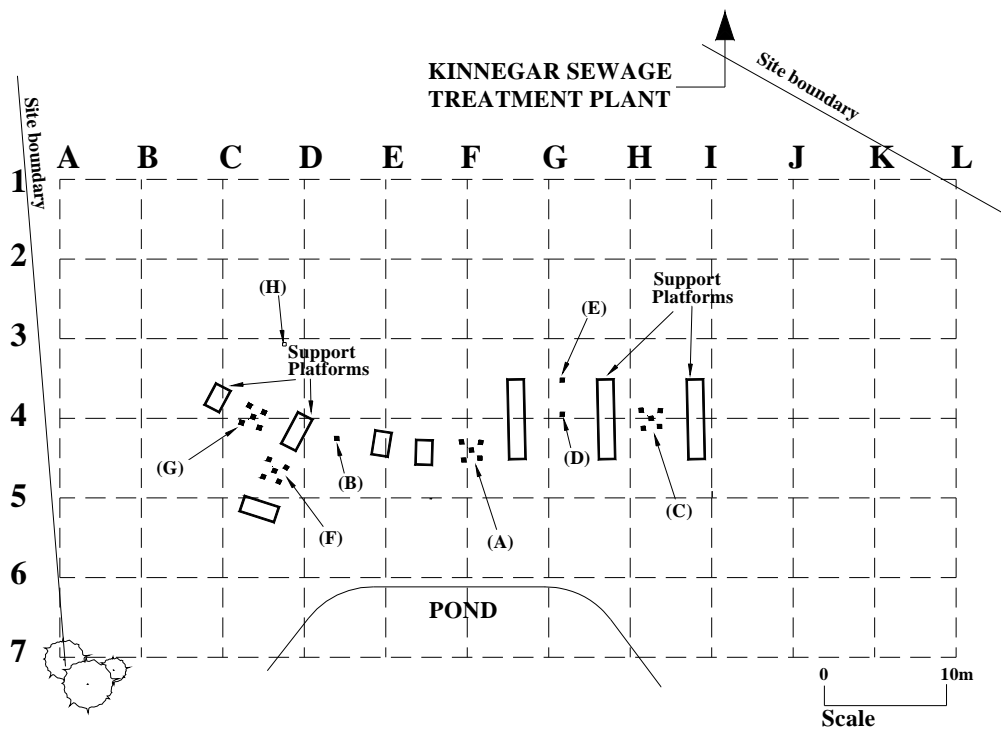 KINNEGAR SEWAGE
TREATMENT PLANT
Site boundary
Site boundary
A B C D E F G H I J K L
1
2
3
4
5
6
7
(H)
Support
Platforms
(E)
Support
Platforms
(G)
(B)
(D)
(F)
(A)
(C)
POND
0 10m
Scale